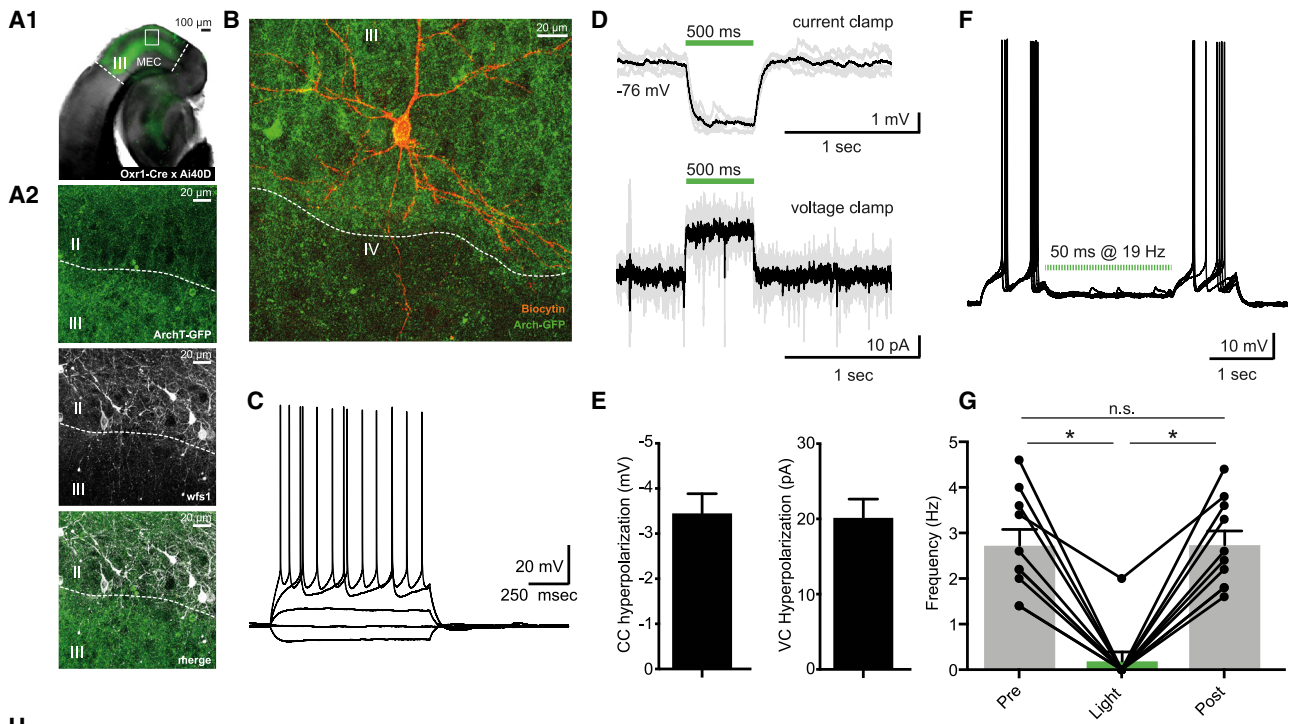 A1
100 µm
III
MEC
Oxr1-Cre x Ai40D
A2
20 µm
II
III
ArchT-GFP
20 µm
II
III
wfs1
20 µm
II
III
merge
B
III
20 µm
IV
Biocytin
Arch-GFP
C
20 mV
250 msec
D
current clamp
500 ms
-76 mV
1 mV
1 sec
500 ms
voltage clamp
10 pA
1 sec
E
CC hyperpolarization (mV)
-5
-4
-3
-2
-1
0
VC Hyperpolarization (pA)
30
20
10
0
F
50 ms @ 19 Hz
10 mV
1 sec
G
n.s.
* *
Frequency (Hz)
5
4
3
2
1
0
Pre
Light
Post